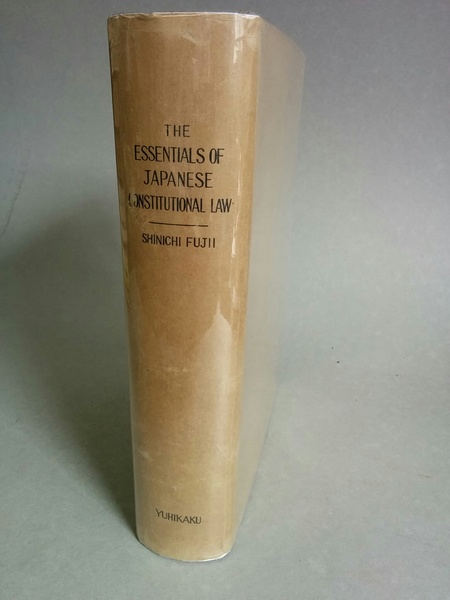 THE
ESSENTIALS OF
JAPANESE
CONSTITUTIONAL LAW
SHINICHI FUJII
YUHIKAKU